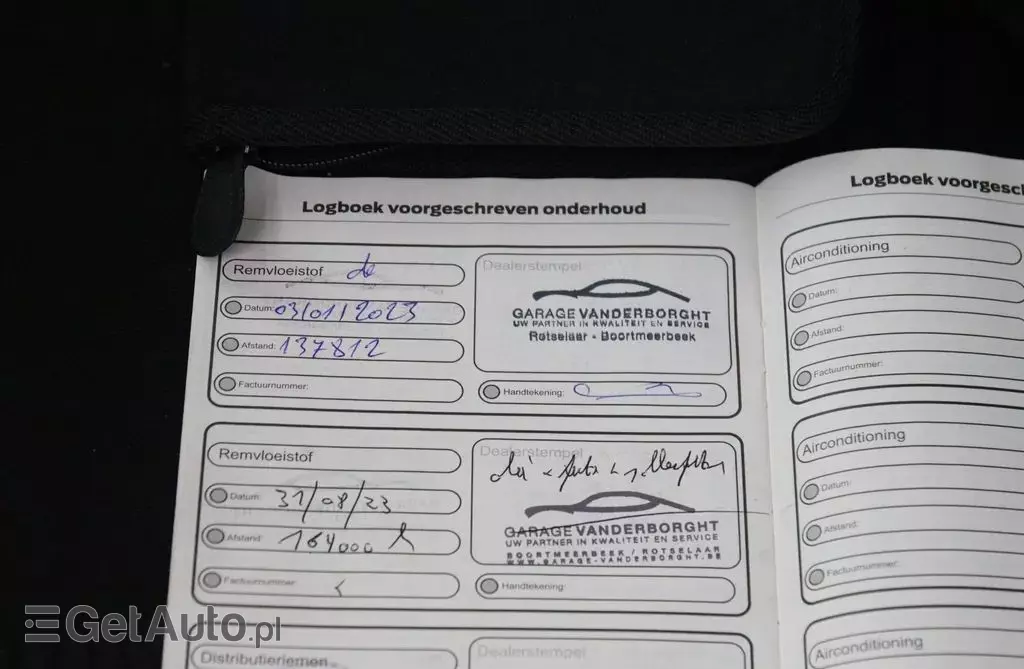 Logboek voorgeschreven onderhoud
Remvloeistof
Datum: 03/01/2023
Afstand: 137812
Factuurnummer:
Dealerstempel
GARAGE VANDERBORGHT
UW PARTNER IN KWALITEIT EN SERVICE
Rotselaar - Boortmeerbeek
Handtekening:
Remvloeistof
Datum: 31/08/23
Afstand: 164000
Factuurnummer
Dealerstempel
GARAGE VANDERBORGHT
UW PARTNER IN KWALITEIT EN SERVICE
BOORTMEERBEEK / ROTSELAAR
WWW.GARAGE-VANDERBORGHT.BE
Handtekening:
Distributieriemen
Dealerstempel
Logboek voorgesch
Airconditioning
Datum:
Afstand:
Factuurnummer:
Airconditioning
Datum:
Afstand:
Factuurnummer:
Airconditioning
GetAuto.pl